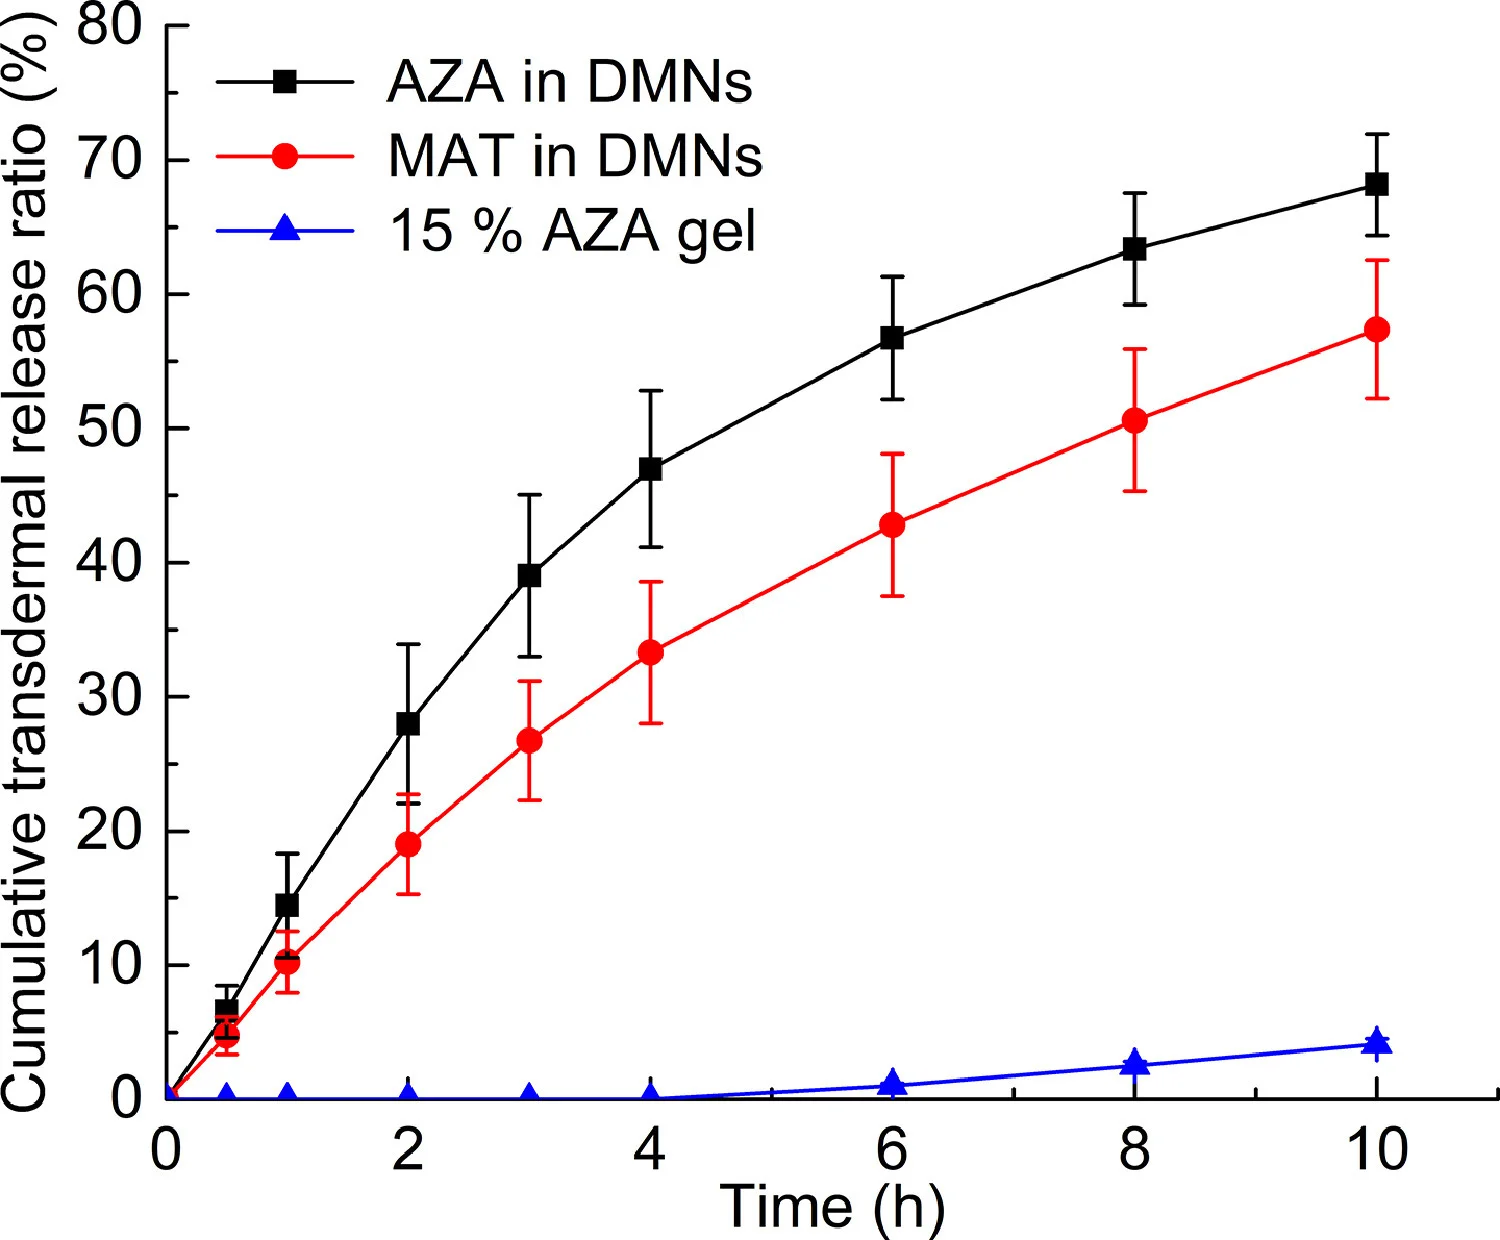 Cumulative transdermal release ratio (%)
80
70
60
50
40
30
20
10
0
AZA in DMNs
MAT in DMNs
15 % AZA gel
0 2 4 6 8 10
Time (h)